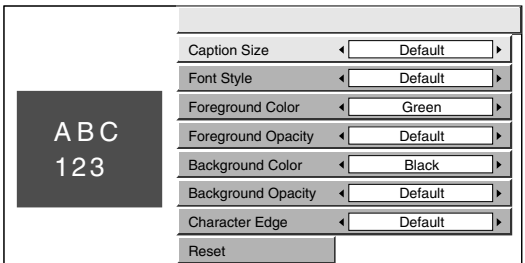 ABC
123
Caption Size Default
Font Style Default
Foreground Color Green
Foreground Opacity Default
Background Color Black
Background Opacity Default
Character Edge Default
Reset